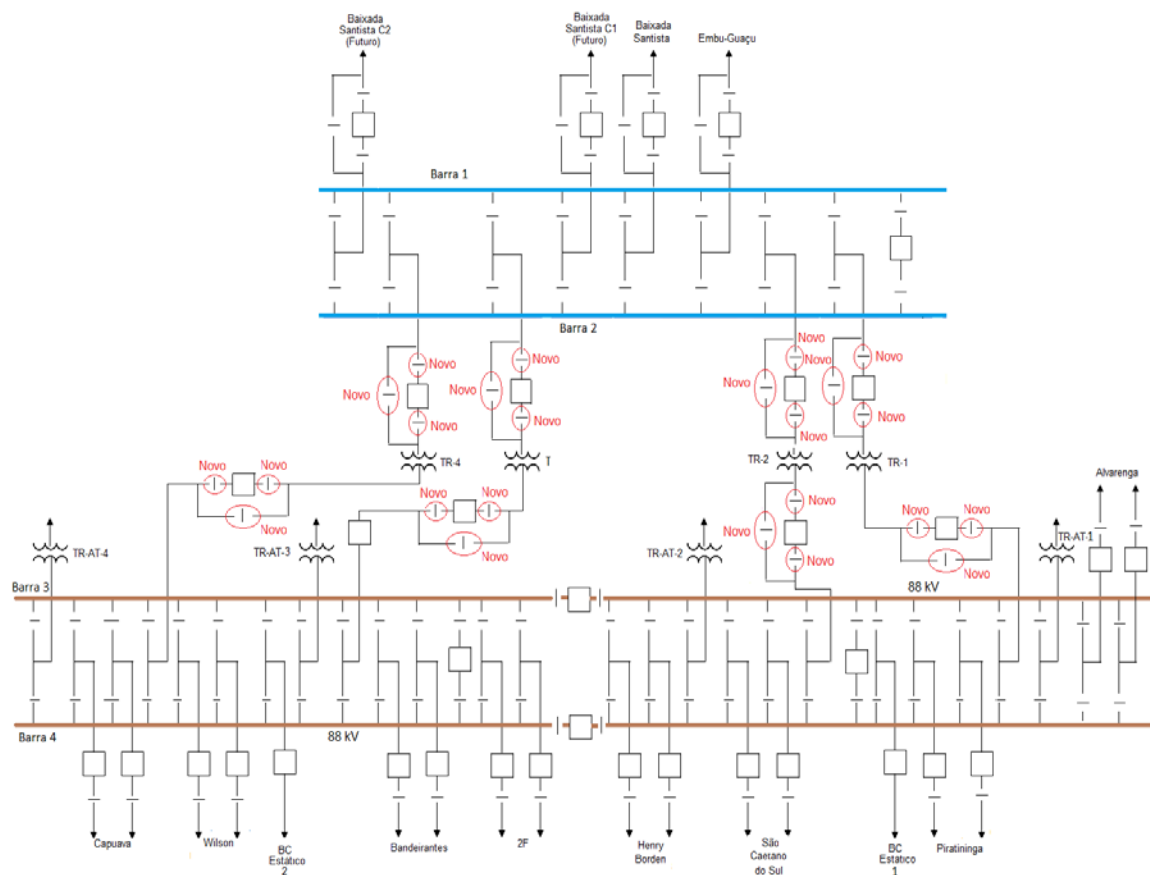 Baixada
Santista C2
(Futuro)
Baixada
Santista C1
(Futuro)
Baixada
Santista
Embu-Guaçu
Barra 1
Barra 2
Novo
Novo
Novo
Novo
Novo
Novo
Novo
Novo
Novo
Novo
Novo
Novo
Novo
TR-4
T
TR-2
TR-1
Alvarenga
Novo
Novo
Novo
Novo
Novo
Novo
Novo
Novo
Novo
Novo
Novo
Novo
TR-AT-4
TR-AT-3
TR-AT-2
TR-AT-1
Barra 3
88 kV
Barra 4
88 kV
Capuava
Wilson
BC
Estático
2
Bandeirantes
2F
Henry
Borden
São
Caetano
do Sul
BC
Estático
1
Piratininga